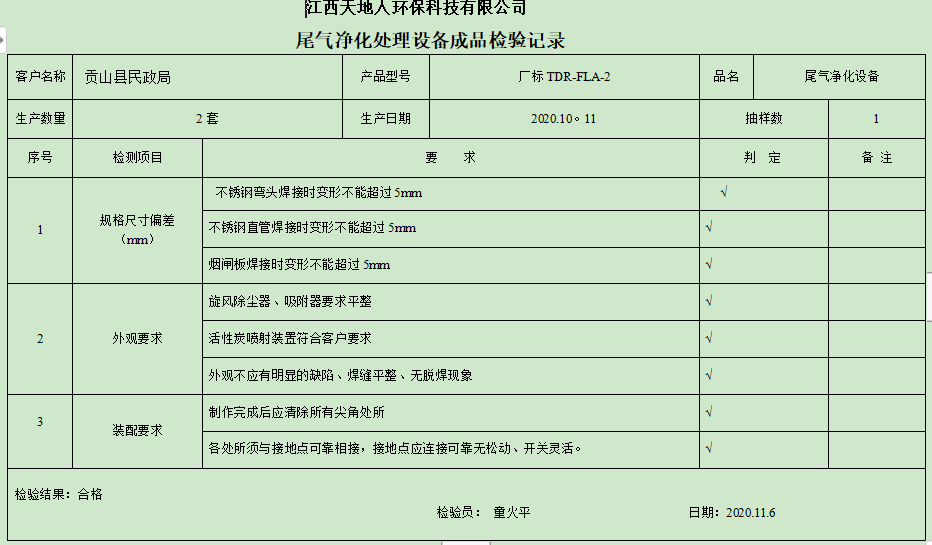 江西天地人环保科技有限公司
尾气净化处理设备成品检验记录
客户名称 贡山县民政局 产品型号 厂标 TDR-FLA-2 品名 尾气净化设备
生产数量 2 套 生产日期 2020.10。11 抽样数 1
序号 检测项目 要 求 判 定 备 注
1 规格尺寸偏差（mm） 不锈钢弯头焊接时变形不能超过 5mm √
不锈钢直管焊接时变形不能超过 5mm √
烟闸板焊接时变形不能超过 5mm √
2 外观要求 旋风除尘器、吸附器要求平整 √
活性炭喷射装置符合客户要求 √
外观不应有明显的缺陷、焊缝平整、无脱焊现象 √
3 装配要求 制作完成后应清除所有尖角处所 √
各处所须与接地点可靠相接，接地点应连接可靠无松动、开关灵活。 √
检验结果：合格
检验员： 童火平 日期：2020.11.6